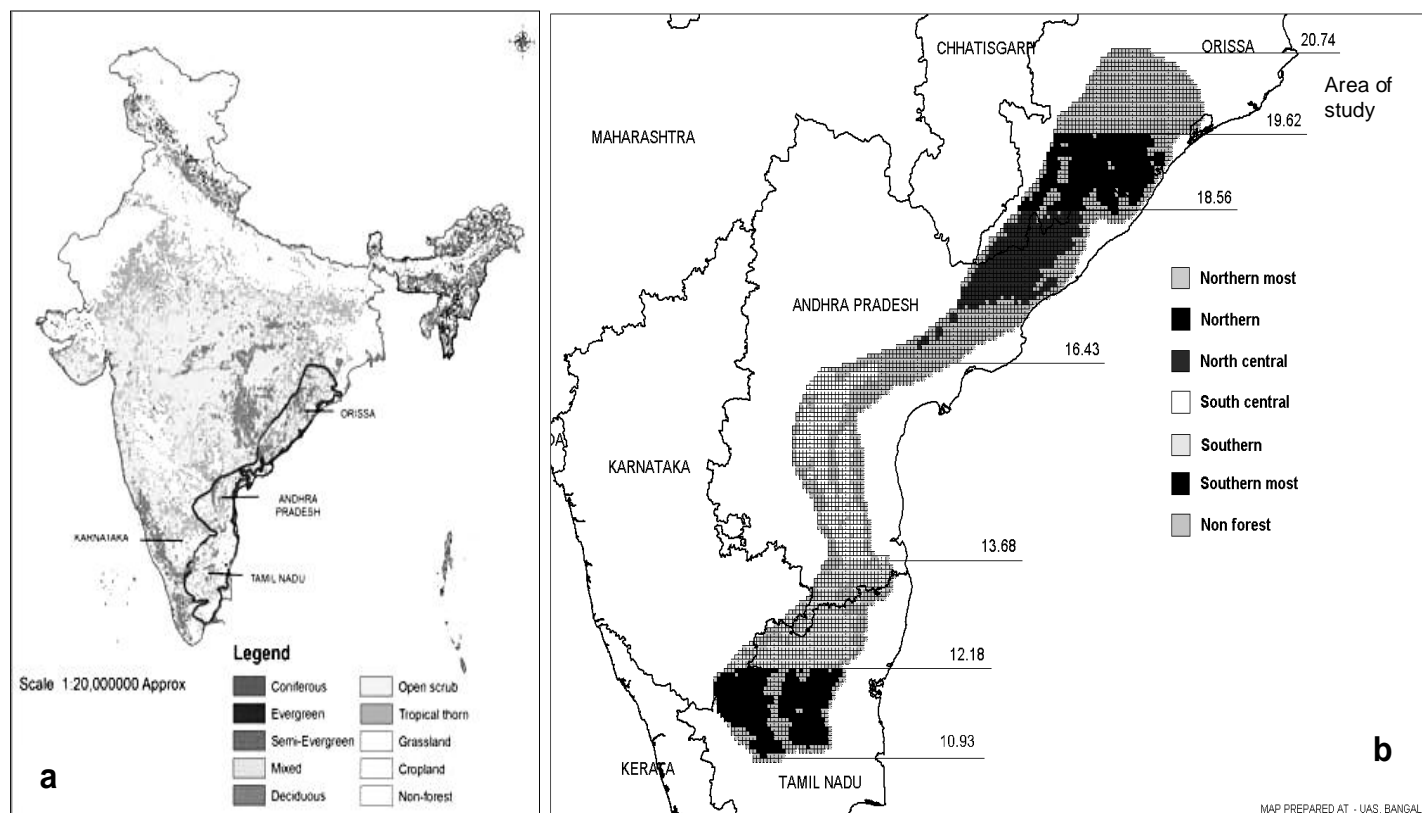 ORISSA
ANDHRA
PRADESH
KARNATAKA
TAMIL NADU
Legend
Scale 1:20,000000 Approx
Coniferous
Evergreen
Semi-Evergreen
Mixed
Deciduous
Open scrub
Tropical thorn
Grassland
Cropland
Non-forest
a
CHHATISGARH
ORISSA
20.74
Area of
study
MAHARASHTRA
19.62
18.56
ANDHRA PRADESH
16.43
KARNATAKA
13.68
12.18
10.93
KERALA
TAMIL NADU
Northern most
Northern
North central
South central
Southern
Southern most
Non forest
b
MAP PREPARED AT - UAS, BANGAL